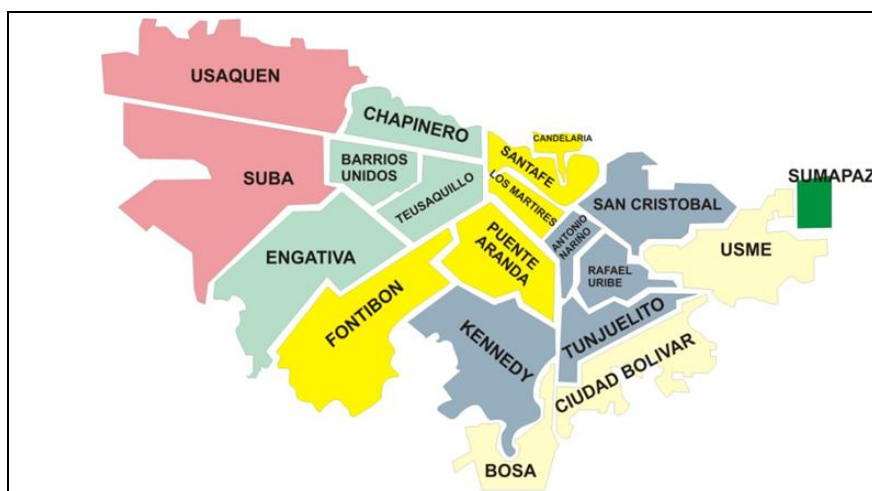 USAQUEN
CHAPINERO
CANDELARIA
SANTAFE
BARRIOS
UNIDOS
SUBA
LOS MARTIRES
SUMAPAZ
TEUSAQUILLO
SAN CRISTOBAL
ANTONIO
NARIÑO
PUENTE
ARANDA
USME
ENGATIVA
RAFAEL
URIBE
FONTIBON
KENNEDY
TUNJUELITO
CIUDAD BOLIVAR
BOSA